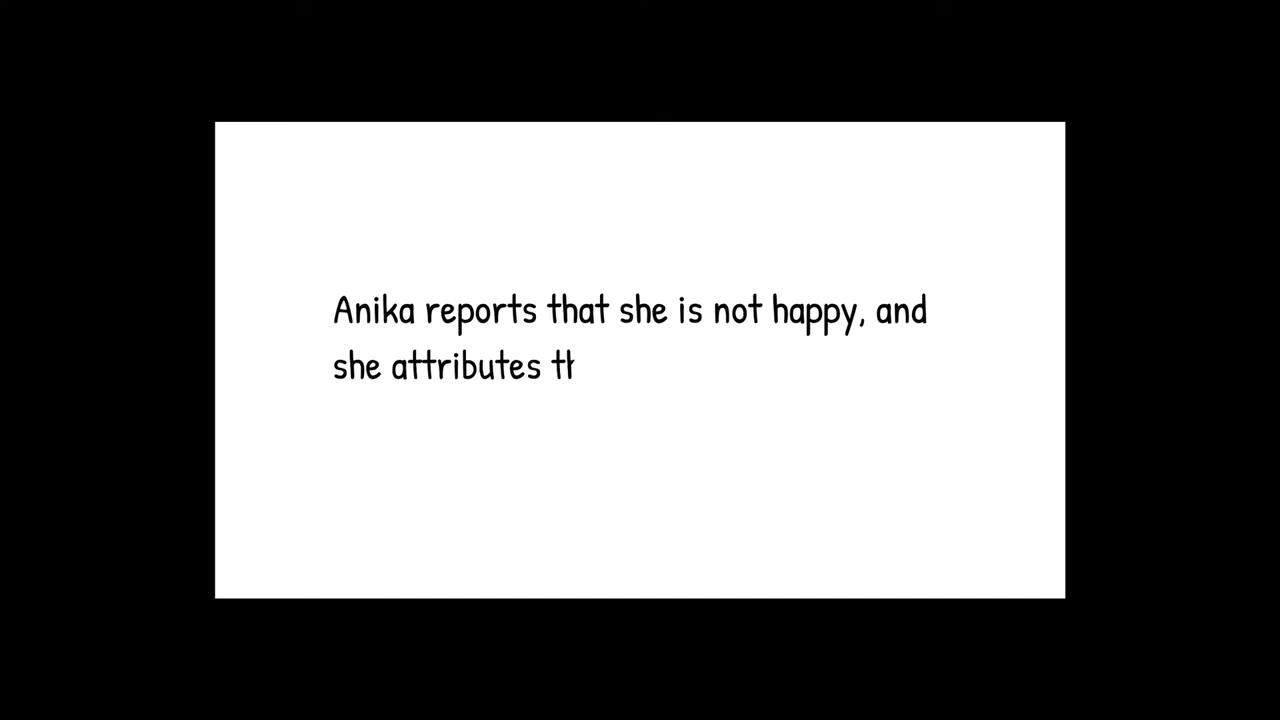 Anika reports that she is not happy, and
she attributes